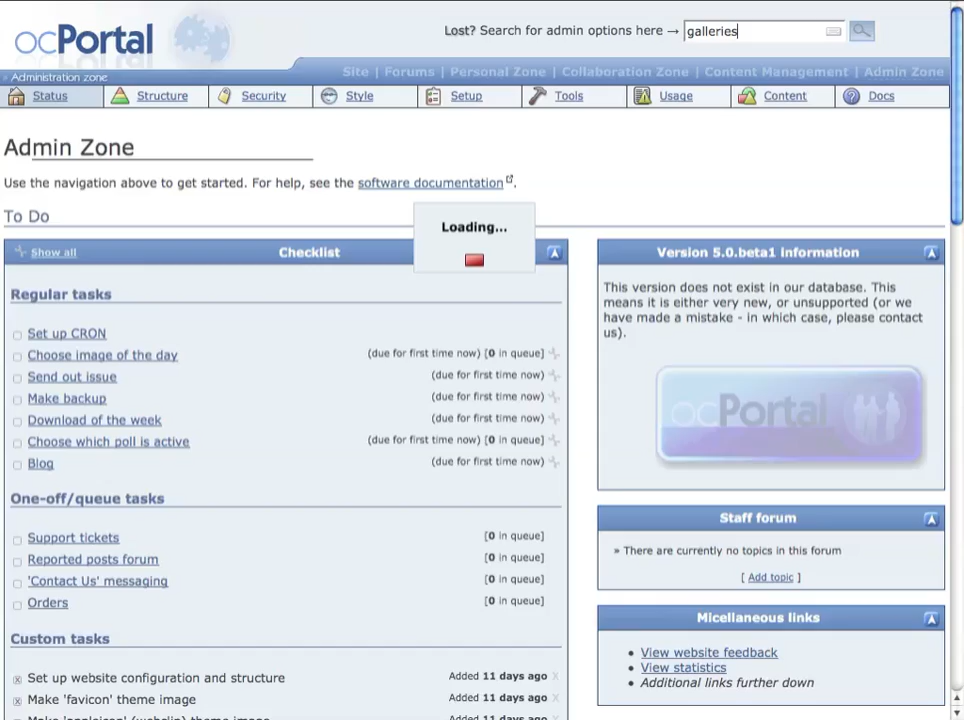 ocPortal
Lost? Search for admin options here → galleries
» Administration zone
Site | Forums | Personal Zone | Collaboration Zone | Content Management | Admin Zone
Status Structure Security Style Setup Tools Usage Content Docs
Admin Zone
Use the navigation above to get started. For help, see the software documentation.
To Do
Loading...
Show all Checklist
Regular tasks
Set up CRON
Choose image of the day (due for first time now) [0 in queue]
Send out issue (due for first time now)
Make backup (due for first time now)
Download of the week (due for first time now)
Choose which poll is active (due for first time now) [0 in queue]
Blog (due for first time now)
One-off/queue tasks
Support tickets [0 in queue]
Reported posts forum [0 in queue]
'Contact Us' messaging [0 in queue]
Orders [0 in queue]
Custom tasks
Set up website configuration and structure Added 11 days ago X
Make 'favicon' theme image Added 11 days ago X
Make 'appleicon' (webclip) theme image Added 11 days ago X
Version 5.0.beta1 information
This version does not exist in our database. This
means it is either very new, or unsupported (or we
have made a mistake - in which case, please contact
us).
ocPortal
Staff forum
» There are currently no topics in this forum
[ Add topic ]
Micellaneous links
• View website feedback
• View statistics
• Additional links further down